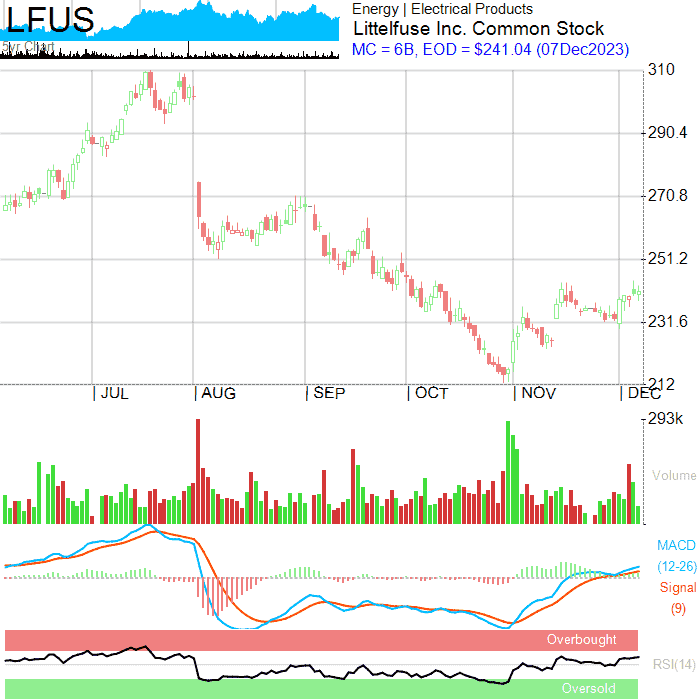 LFUS
5yr Chart
Energy | Electrical Products
Littelfuse Inc. Common Stock
MC = 6B, EOD = $241.04 (07Dec2023)
310
290.4
270.8
251.2
231.6
212
| JUL | AUG | SEP | OCT | NOV | DEC
293k
Volume
MACD
(12-26)
Signal
(9)
Overbought
RSI(14)
Oversold